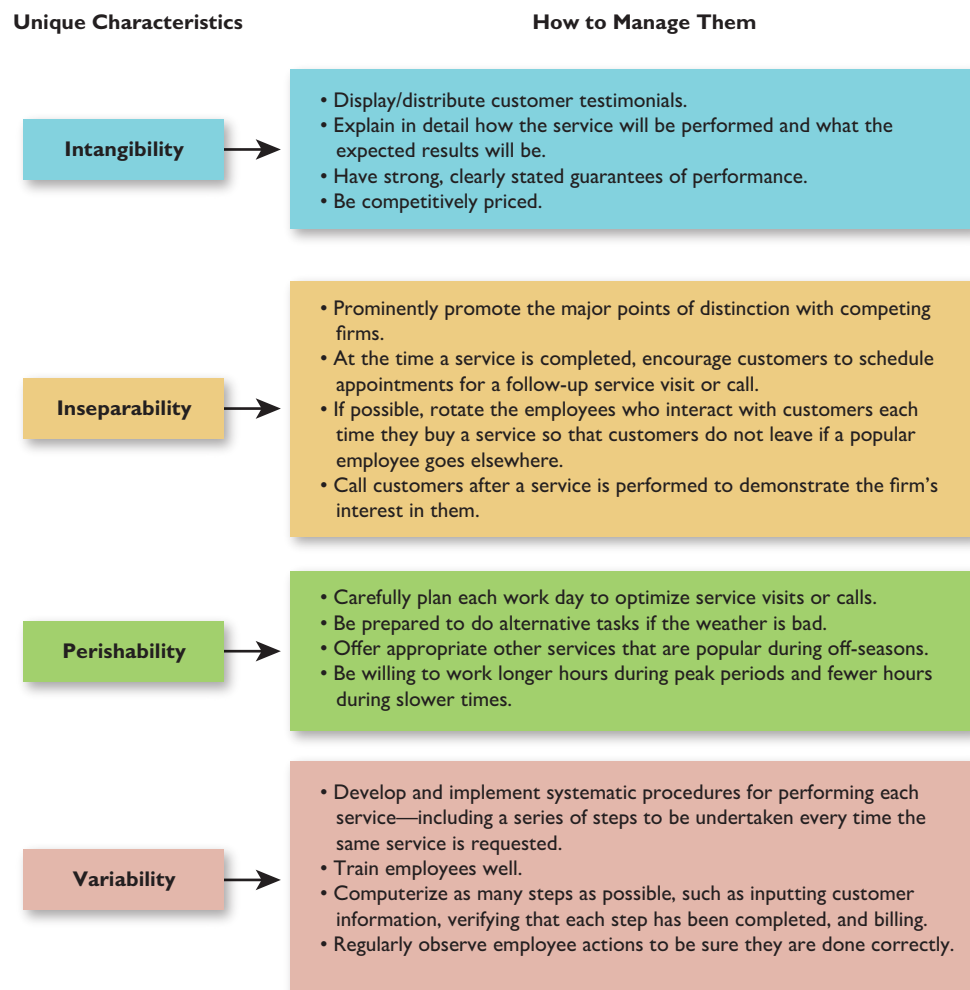 Unique Characteristics
How to Manage Them
Intangibility
• Display/distribute customer testimonials.
• Explain in detail how the service will be performed and what the
expected results will be.
• Have strong, clearly stated guarantees of performance.
• Be competitively priced.
Inseparability
• Prominently promote the major points of distinction with competing
firms.
• At the time a service is completed, encourage customers to schedule
appointments for a follow-up service visit or call.
• If possible, rotate the employees who interact with customers each
time they buy a service so that customers do not leave if a popular
employee goes elsewhere.
• Call customers after a service is performed to demonstrate the firm's
interest in them.
Perishability
• Carefully plan each work day to optimize service visits or calls.
• Be prepared to do alternative tasks if the weather is bad.
• Offer appropriate other services that are popular during off-seasons.
• Be willing to work longer hours during peak periods and fewer hours
during slower times.
Variability
• Develop and implement systematic procedures for performing each
service—including a series of steps to be undertaken every time the
same service is requested.
• Train employees well.
• Computerize as many steps as possible, such as inputting customer
information, verifying that each step has been completed, and billing.
• Regularly observe employee actions to be sure they are done correctly.